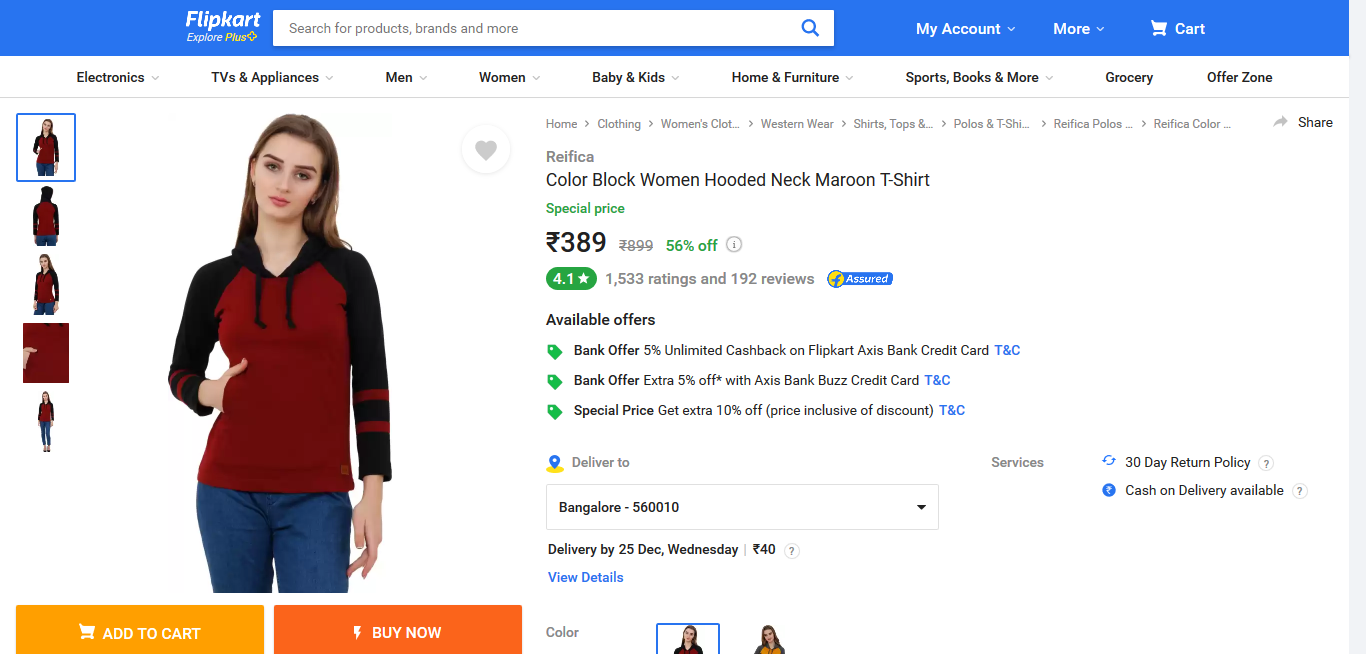 Flipkart
Explore Plus
Search for products, brands and more
My Account
More
Cart
Electronics
TVs & Appliances
Men
Women
Baby & Kids
Home & Furniture
Sports, Books & More
Grocery
Offer Zone
Home > Clothing > Women's Clot... > Western Wear > Shirts, Tops &... > Polos & T-Shi... > Reifica Polos ... > Reifica Color ...
Share
Reifica
Color Block Women Hooded Neck Maroon T-Shirt
Special price
₹389 ₹899 56% off i
4.1★ 1,533 ratings and 192 reviews f Assured
Available offers
Bank Offer 5% Unlimited Cashback on Flipkart Axis Bank Credit Card T&C
Bank Offer Extra 5% off* with Axis Bank Buzz Credit Card T&C
Special Price Get extra 10% off (price inclusive of discount) T&C
Deliver to
Bangalore - 560010
Delivery by 25 Dec, Wednesday | ₹40 ?
View Details
Services
30 Day Return Policy ?
₹ Cash on Delivery available ?
ADD TO CART
BUY NOW
Color